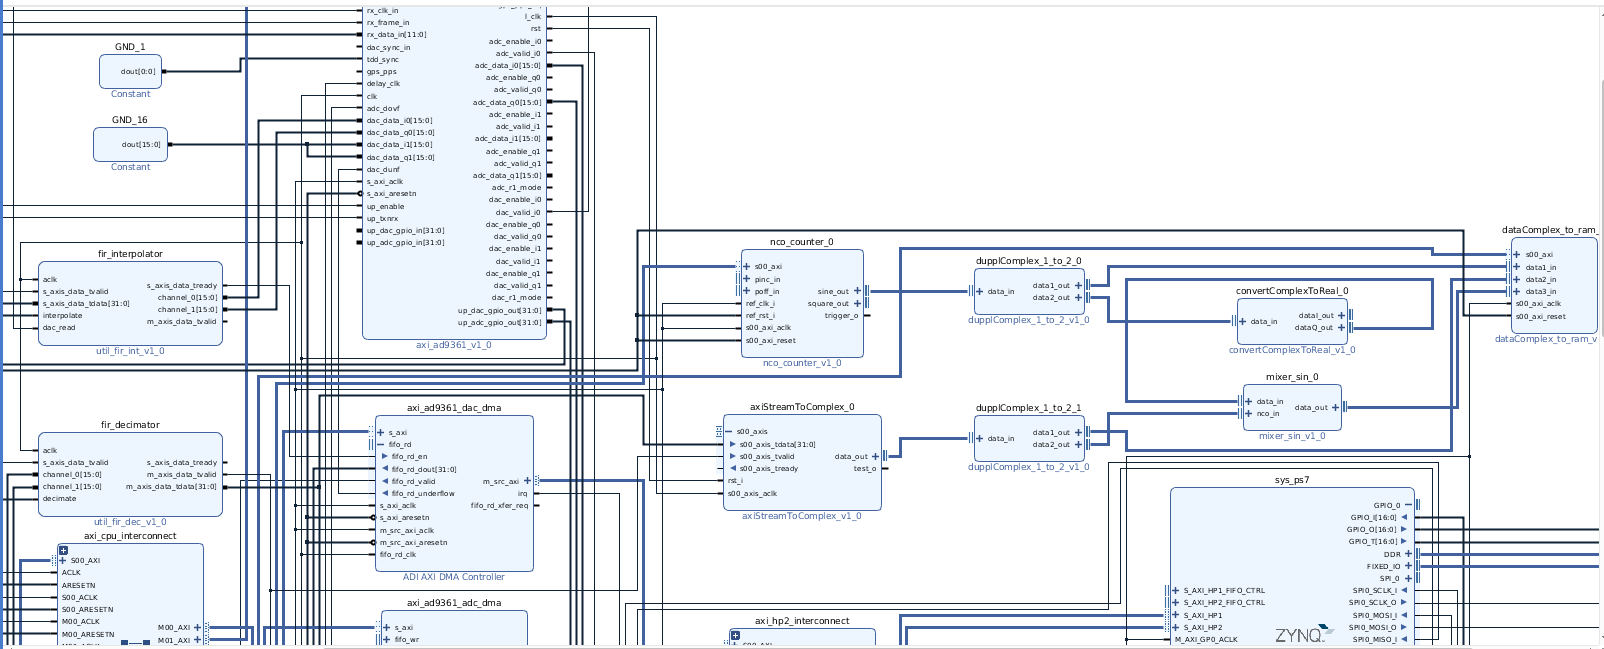 GND_1
dout[0:0]
Constant
GND_16
dout[15:0]
Constant
rx_clk_in
rx_frame_in
rx_data_in[11:0]
dac_sync_in
tdd_sync
gps_pps
delay_clk
clk
adc_dovf
dac_data_i0[15:0]
dac_data_q0[15:0]
dac_data_i1[15:0]
dac_data_q1[15:0]
dac_dunf
s_axi_aclk
s_axi_aresetn
up_enable
up_txnrx
up_dac_gpio_in[31:0]
up_adc_gpio_in[31:0]
l_clk
rst
adc_enable_i0
adc_valid_i0
adc_data_i0[15:0]
adc_enable_q0
adc_valid_q0
adc_data_q0[15:0]
adc_enable_i1
adc_valid_i1
adc_data_i1[15:0]
adc_enable_q1
adc_valid_q1
adc_data_q1[15:0]
adc_r1_mode
dac_enable_i0
dac_valid_i0
dac_enable_q0
dac_valid_q0
dac_enable_i1
dac_valid_i1
dac_enable_q1
dac_valid_q1
dac_r1_mode
up_dac_gpio_out[31:0]
up_adc_gpio_out[31:0]
axi_ad9361_v1_0
fir_interpolator
aclk
s_axis_data_tvalid
s_axis_data_tdata[31:0]
interpolate
dac_read
s_axis_data_tready
channel_0[15:0]
channel_1[15:0]
m_axis_data_tvalid
util_fir_int_v1_0
fir_decimator
aclk
s_axis_data_tvalid
channel_0[15:0]
channel_1[15:0]
decimate
s_axis_data_tready
m_axis_data_tvalid
m_axis_data_tdata[31:0]
util_fir_dec_v1_0
axi_cpu_interconnect
S00_AXI
ACLK
ARESETN
S00_ACLK
S00_ARESETN
M00_ACLK
M00_ARESETN
M00_AXI
M01_AXI
axi_ad9361_dac_dma
s_axi
fifo_rd
fifo_rd_en
fifo_rd_dout[31:0]
fifo_rd_valid
fifo_rd_underflow
s_axi_aclk
s_axi_aresetn
m_src_axi_aclk
m_src_axi_aresetn
fifo_rd_clk
m_src_axi
irq
fifo_rd_xfer_req
ADI AXI DMA Controller
axi_ad9361_adc_dma
s_axi
fifo_wr
nco_counter_0
s00_axi
pinc_in
poff_in
ref_clk_i
ref_rst_i
s00_axi_aclk
s00_axi_reset
sine_out
square_out
trigger_o
nco_counter_v1_0
axiStreamToComplex_0
s00_axis
s00_axis_tdata[31:0]
s00_axis_tvalid
s00_axis_tready
rst_i
s00_axis_aclk
data_out
test_o
axiStreamToComplex_v1_0
axi_hp2_interconnect
dupplComplex_1_to_2_0
data_in
data1_out
data2_out
dupplComplex_1_to_2_v1_0
dupplComplex_1_to_2_1
data_in
data1_out
data2_out
dupplComplex_1_to_2_v1_0
convertComplexToReal_0
data_in
dataI_out
dataQ_out
convertComplexToReal_v1_0
mixer_sin_0
data_in
nco_in
data_out
mixer_sin_v1_0
dataComplex_to_ram_
s00_axi
data1_in
data2_in
data3_in
s00_axi_aclk
s00_axi_reset
dataComplex_to_ram_v
sys_ps7
S_AXI_HP1_FIFO_CTRL
S_AXI_HP2_FIFO_CTRL
S_AXI_HP1
S_AXI_HP2
M_AXI_GP0_ACLK
GPIO_0
GPIO_I[16:0]
GPIO_O[16:0]
GPIO_T[16:0]
DDR
FIXED_IO
SPI_0
SPI0_SCLK_I
SPI0_SCLK_O
SPI0_MOSI_I
SPI0_MOSI_O
SPI0_MISO_I
ZYNQ